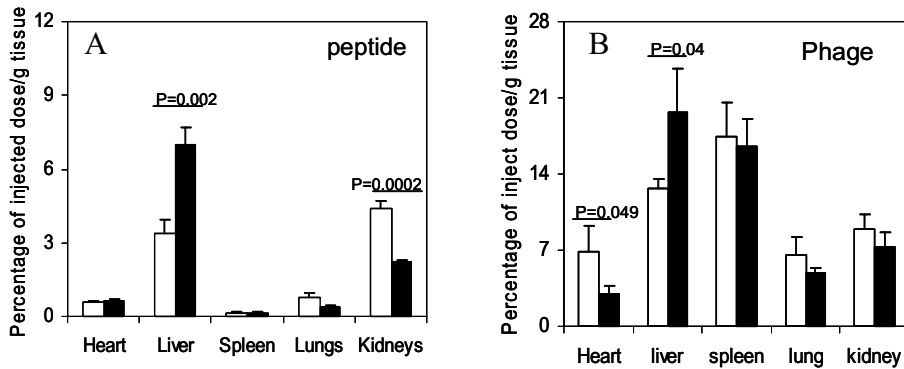 Percentage of injected dose/g tissue
12
9
6
3
0
A
peptide
P=0.002
P=0.0002
Heart Liver Spleen Lungs Kidneys
Percentage of inject dose/g tissue
28
21
14
7
0
B
Phage
P=0.04
P=0.049
Heart liver spleen lung kidney